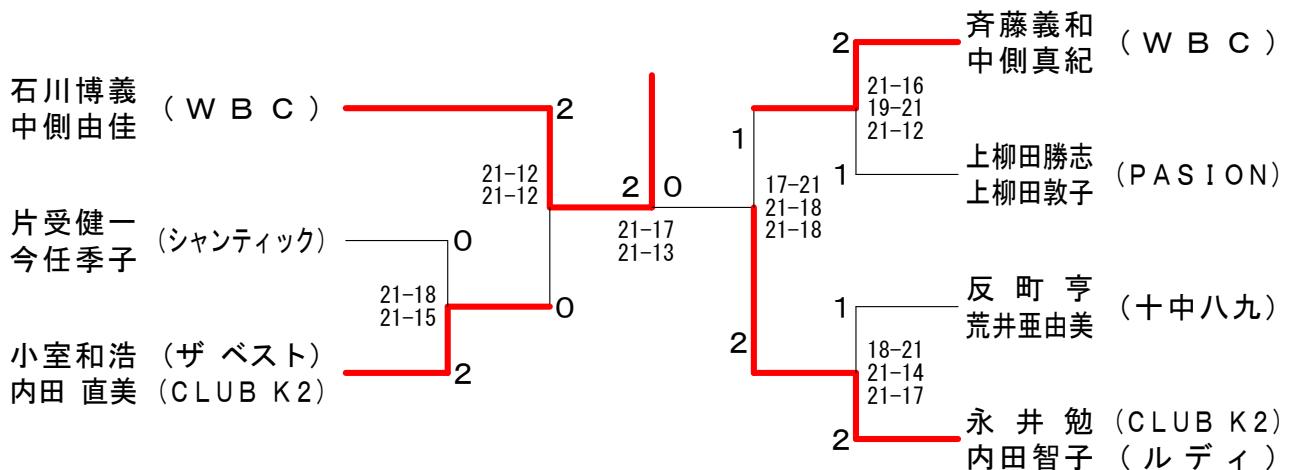 石川博義
中側由佳
(ＷＢＣ)
2
片受健一
今任季子
(シャンティック)
0
21-18
21-15
小室和浩 (ザ ベスト)
内田 直美 (CLUB K2)
2
21-12
21-12
0
2 0
21-17
21-13
斉藤義和
中側真紀
(ＷＢＣ)
2
21-16
19-21
21-12
上柳田勝志
上柳田敦子
(PASION)
1
1
17-21
21-18
21-18
2
反町亨
荒井亜由美
(十中八九)
1
18-21
21-14
21-17
永井勉 (CLUB K2)
内田智子 (ルディ)
2